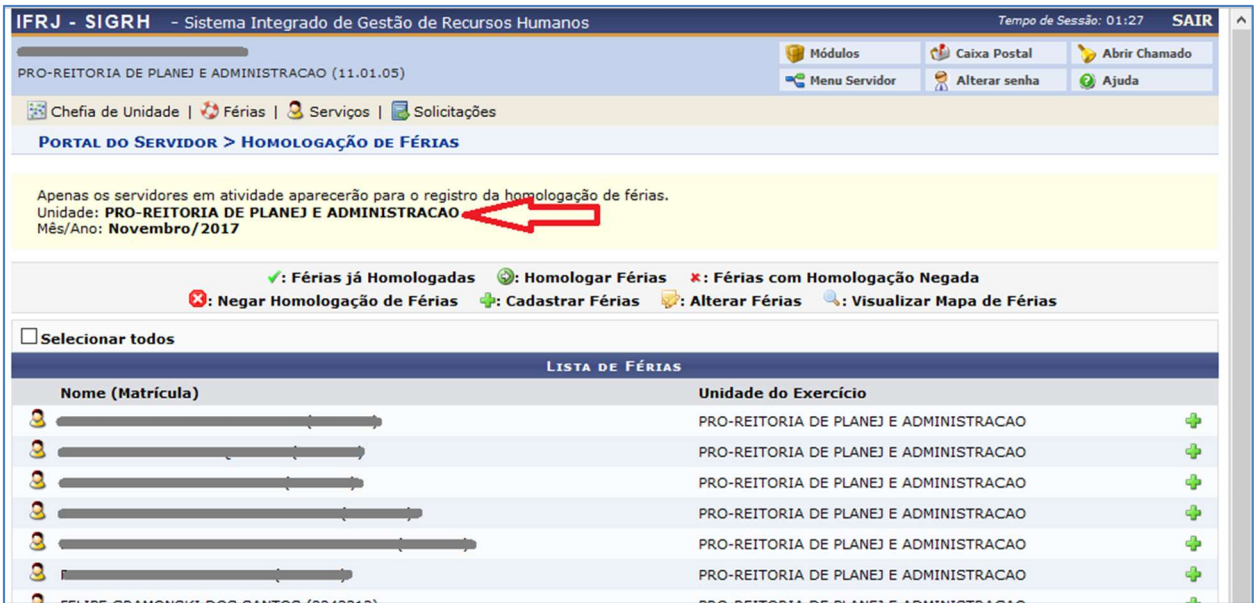 IFRJ - SIGRH - Sistema Integrado de Gestão de Recursos Humanos Tempo de Sessão: 01:27 SAIR
Módulos Caixa Postal Abrir Chamado
PRO-REITORIA DE PLANEJ E ADMINISTRACAO (11.01.05)
Menu Servidor Alterar senha Ajuda
Chefia de Unidade | Férias | Serviços | Solicitações
PORTAL DO SERVIDOR > HOMOLOGAÇÃO DE FÉRIAS
Apenas os servidores em atividade aparecerão para o registro da homologação de férias.
Unidade: PRO-REITORIA DE PLANEJ E ADMINISTRACAO
Mês/Ano: Novembro/2017
: Férias já Homologadas : Homologar Férias : Férias com Homologação Negada
: Negar Homologação de Férias : Cadastrar Férias : Alterar Férias : Visualizar Mapa de Férias
Selecionar todos
LISTA DE FÉRIAS
Nome (Matrícula) Unidade do Exercício
PRO-REITORIA DE PLANEJ E ADMINISTRACAO
PRO-REITORIA DE PLANEJ E ADMINISTRACAO
PRO-REITORIA DE PLANEJ E ADMINISTRACAO
PRO-REITORIA DE PLANEJ E ADMINISTRACAO
PRO-REITORIA DE PLANEJ E ADMINISTRACAO
PRO-REITORIA DE PLANEJ E ADMINISTRACAO
PRO-REITORIA DE PLANEJ E ADMINISTRACAO